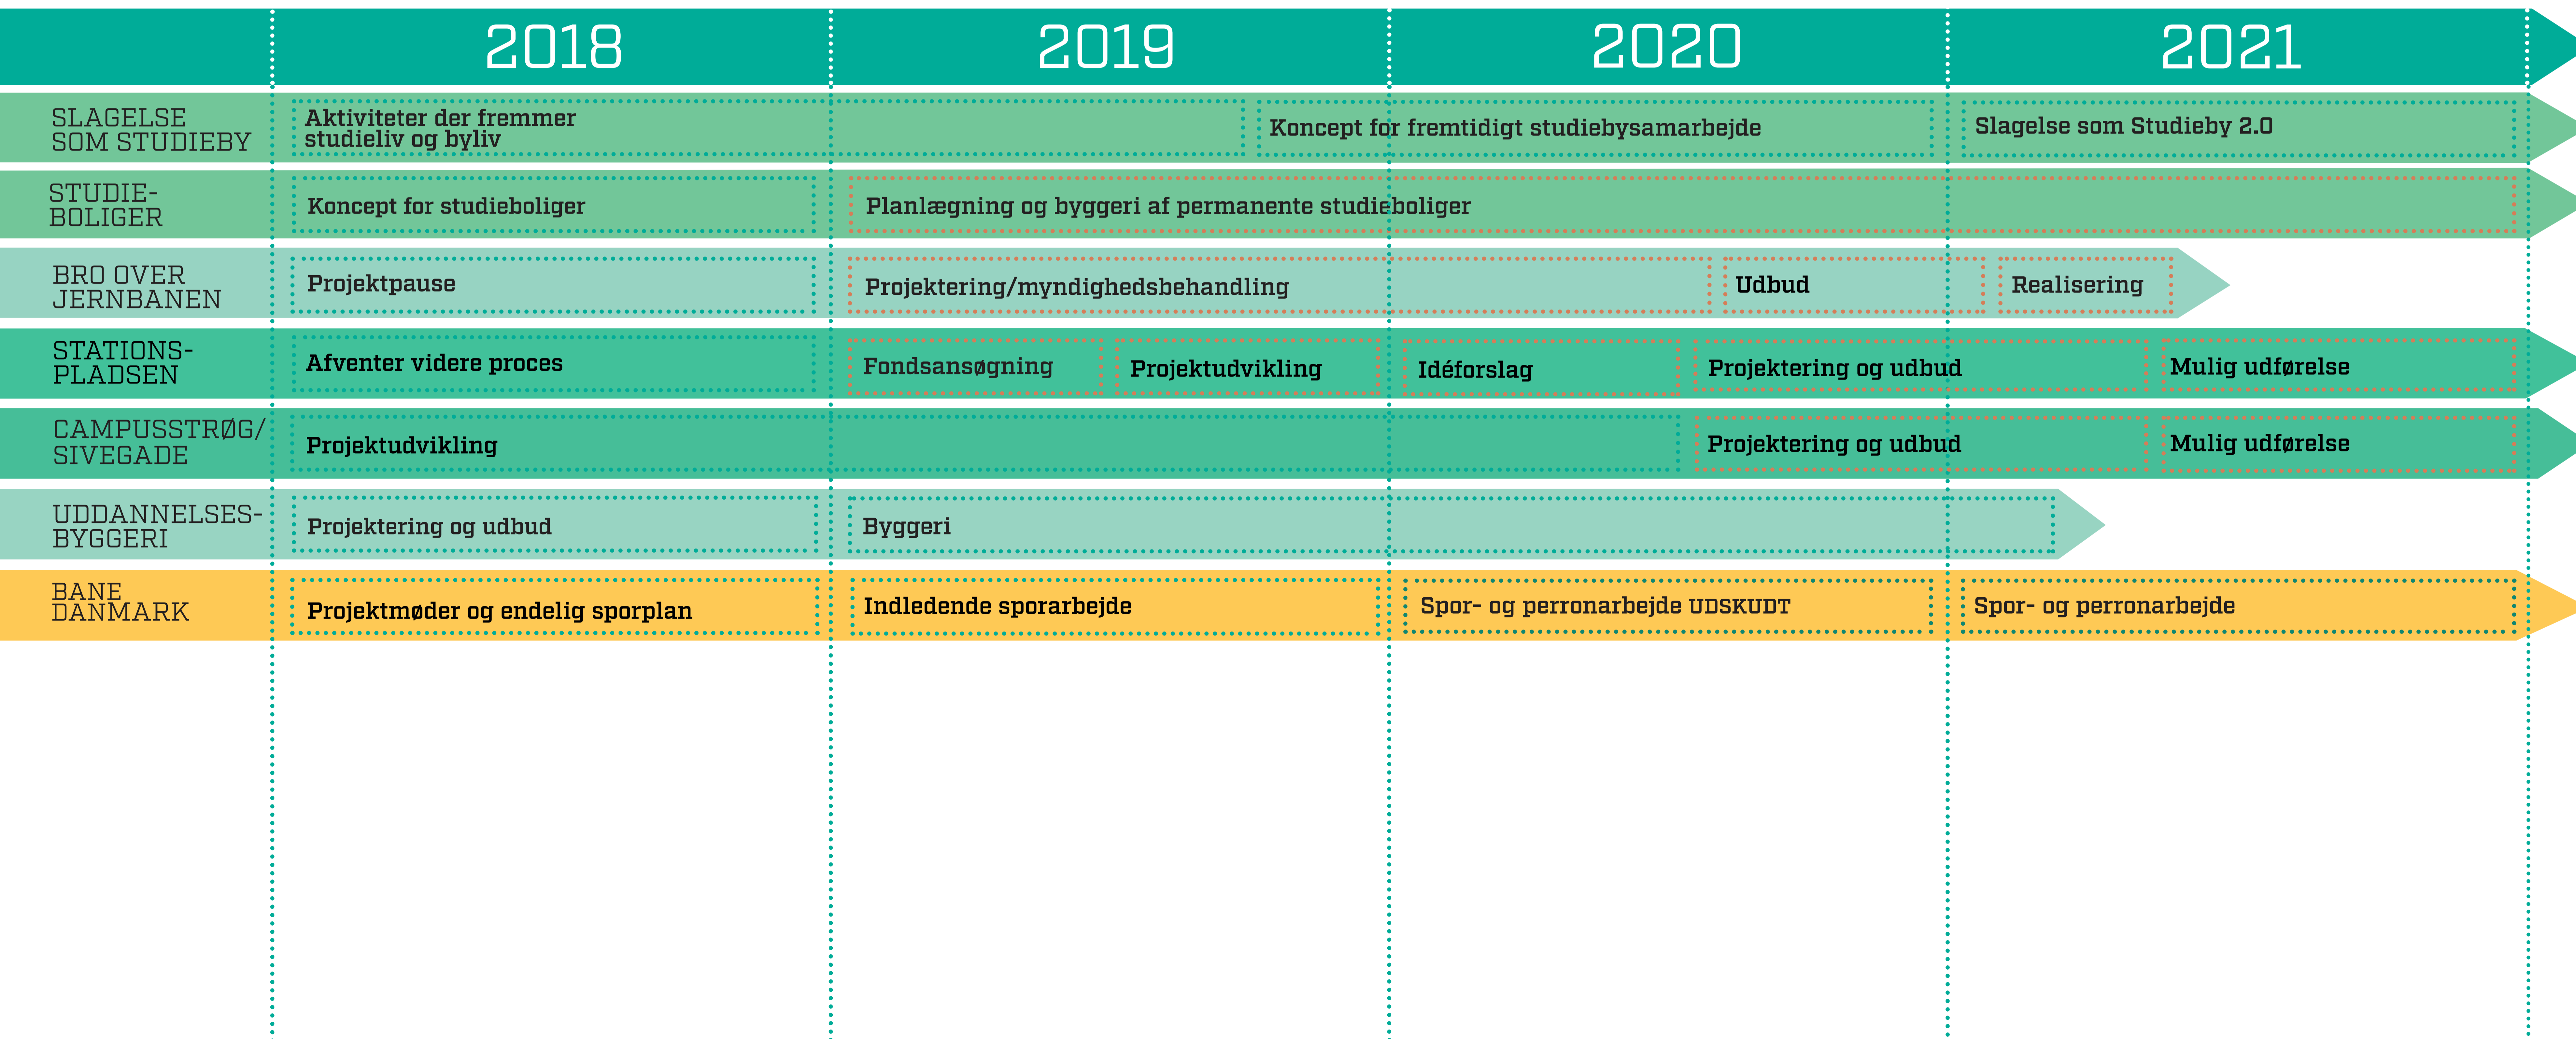 2018 2019 2020 2021
SLAGELSE
SOM STUDIEBY
Aktiviteter der fremmer
studieliv og byliv
Koncept for fremtidigt studiebysamarbejde
Slagelse som Studieby 2.0
STUDIE-
BOLIGER
Koncept for studieboliger
Planlægning og byggeri af permanente studieboliger
BRO OVER
JERNBANEN
Projektpause
Projektering/myndighedsbehandling
Udbud
Realisering
STATIONS-
PLADSEN
Afventer videre proces
Fondsansøgning
Projektudvikling
Idéforslag
Projektering og udbud
Mulig udførelse
CAMPUSSTRØG/
SIVEGADE
Projektudvikling
Projektering og udbud
Mulig udførelse
UDDANNELSES-
BYGGERI
Projektering og udbud
Byggeri
BANE
DANMARK
Projektmøder og endelig sporplan
Indledende sporarbejde
Spor- og perronarbejde UDSKUDT
Spor- og perronarbejde